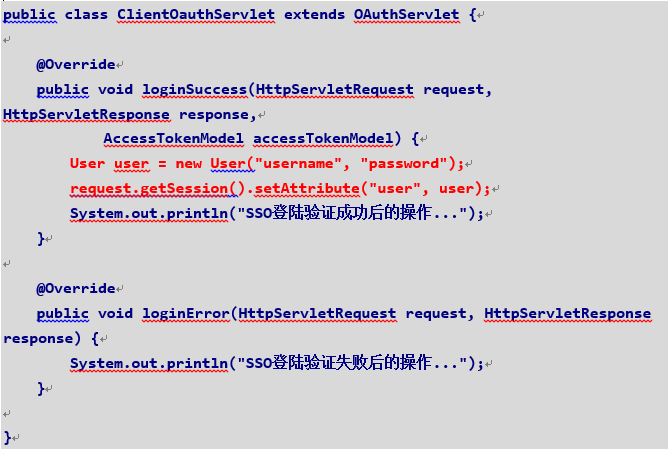 public class ClientOauthServlet extends OAuthServlet {
@Override
public void loginSuccess(HttpServletRequest request,
HttpServletResponse response,
AccessTokenModel accessTokenModel) {
User user = new User("username", "password");
request.getSession().setAttribute("user", user);
System.out.println("SSO登陆验证成功后的操作...");
}
@Override
public void loginError(HttpServletRequest request, HttpServletResponse
response) {
System.out.println("SSO登陆验证失败后的操作...");
}
}